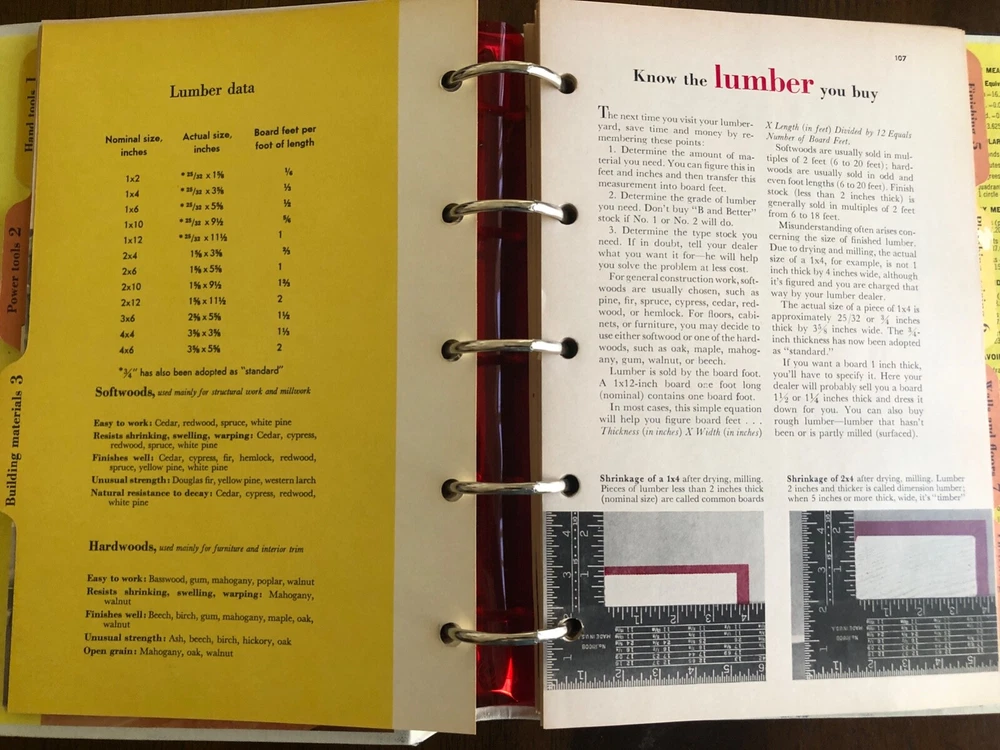 Hand tools 1
Power tools 2
Building materials 3
Lumber data
Nominal size, inches
Actual size, inches
Board feet per foot of length
1x2 *25/32 x 1⅝ ⅙
1x4 *25/32 x 3⅝ ⅓
1x6 *25/32 x 5⅝ ½
1x10 *25/32 x 9½ ⅚
1x12 *25/32 x 11½ 1
2x4 1⅝ x 3⅝ ⅔
2x6 1⅝ x 5⅝ 1
2x10 1⅝ x 9½ 1⅔
2x12 1⅝ x 11½ 2
3x6 2⅝ x 5⅝ 1½
4x4 3⅝ x 3⅝ 1⅓
4x6 3⅝ x 5⅝ 2
*¾" has also been adopted as "standard"
Softwoods, used mainly for structural work and millwork
Easy to work: Cedar, redwood, spruce, white pine
Resists shrinking, swelling, warping: Cedar, cypress,
redwood, spruce, white pine
Finishes well: Cedar, cypress, fir, hemlock, redwood,
spruce, yellow pine, white pine
Unusual strength: Douglas fir, yellow pine, western larch
Natural resistance to decay: Cedar, cypress, redwood,
white pine
Hardwoods, used mainly for furniture and interior trim
Easy to work: Basswood, gum, mahogany, poplar, walnut
Resists shrinking, swelling, warping: Mahogany,
walnut
Finishes well: Beech, birch, gum, mahogany, maple, oak,
walnut
Unusual strength: Ash, beech, birch, hickory, oak
Open grain: Mahogany, oak, walnut
107
Know the lumber you buy
The next time you visit your lumber-
yard, save time and money by re-
membering these points:
1. Determine the amount of ma-
terial you need. You can figure this in
feet and inches and then transfer this
measurement into board feet.
2. Determine the grade of lumber
you need. Don't buy "B and Better"
stock if No. 1 or No. 2 will do.
3. Determine the type stock you
need. If in doubt, tell your dealer
what you want it for—he will help
you solve the problem at less cost.
For general construction work, soft-
woods are usually chosen, such as
pine, fir, spruce, cypress, cedar, red-
wood, or hemlock. For floors, cabi-
nets, or furniture, you may decide to
use either softwood or one of the hard-
woods, such as oak, maple, mahog-
any, gum, walnut, or beech.
Lumber is sold by the board foot.
A 1x12-inch board one foot long
(nominal) contains one board foot.
In most cases, this simple equation
will help you figure board feet . . .
Thickness (in inches) X Width (in inches)
X Length (in feet) Divided by 12 Equals
Number of Board Feet.
Softwoods are usually sold in mul-
tiples of 2 feet (6 to 20 feet); hard-
woods are usually sold in odd and
even foot lengths (6 to 20 feet). Finish
stock (less than 2 inches thick) is
generally sold in multiples of 2 feet
from 6 to 18 feet.
Misunderstanding often arises con-
cerning the size of finished lumber.
Due to drying and milling, the actual
size of a 1x4, for example, is not 1
inch thick by 4 inches wide, although
it's figured and you are charged that
way by your lumber dealer.
The actual size of a piece of 1x4 is
approximately 25/32 or ¾ inches
thick by 3⅝ inches wide. The ¾-
inch thickness has now been adopted
as "standard."
If you want a board 1 inch thick,
you'll have to specify it. Here your
dealer will probably sell you a board
1½ or 1¼ inches thick and dress it
down for you. You can also buy
rough lumber—lumber that hasn't
been or is partly milled (surfaced).
Shrinkage of a 1x4 after drying, milling.
Pieces of lumber less than 2 inches thick
(nominal size) are called common boards
Shrinkage of 2x4 after drying, milling. Lumber
2 inches and thicker is called dimension lumber;
when 5 inches or more thick, wide, it's "timber"
MADE IN U.S.A.
Finishing 5